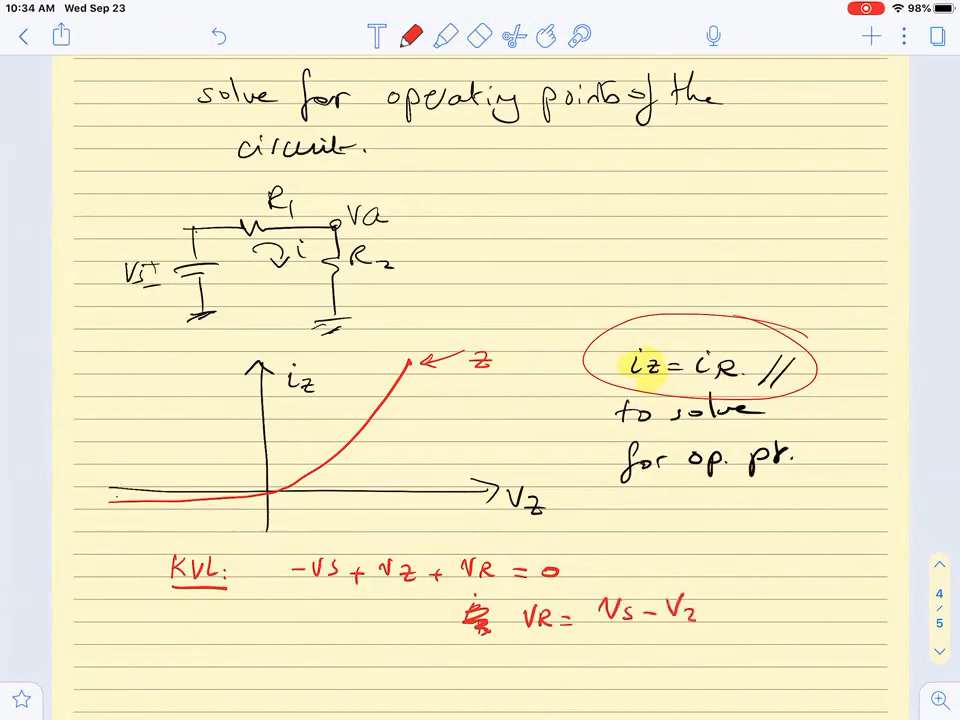 10:34 AM Wed Sep 23
98%
solve for operating points of the
circuit.
R1
Va
i
R2
Vs+
iz
z
iz = iR. //
to solve
for op. pt.
Vz
KVL: -VS + VZ + VR = 0
VR = VS - VZ
4
/
5